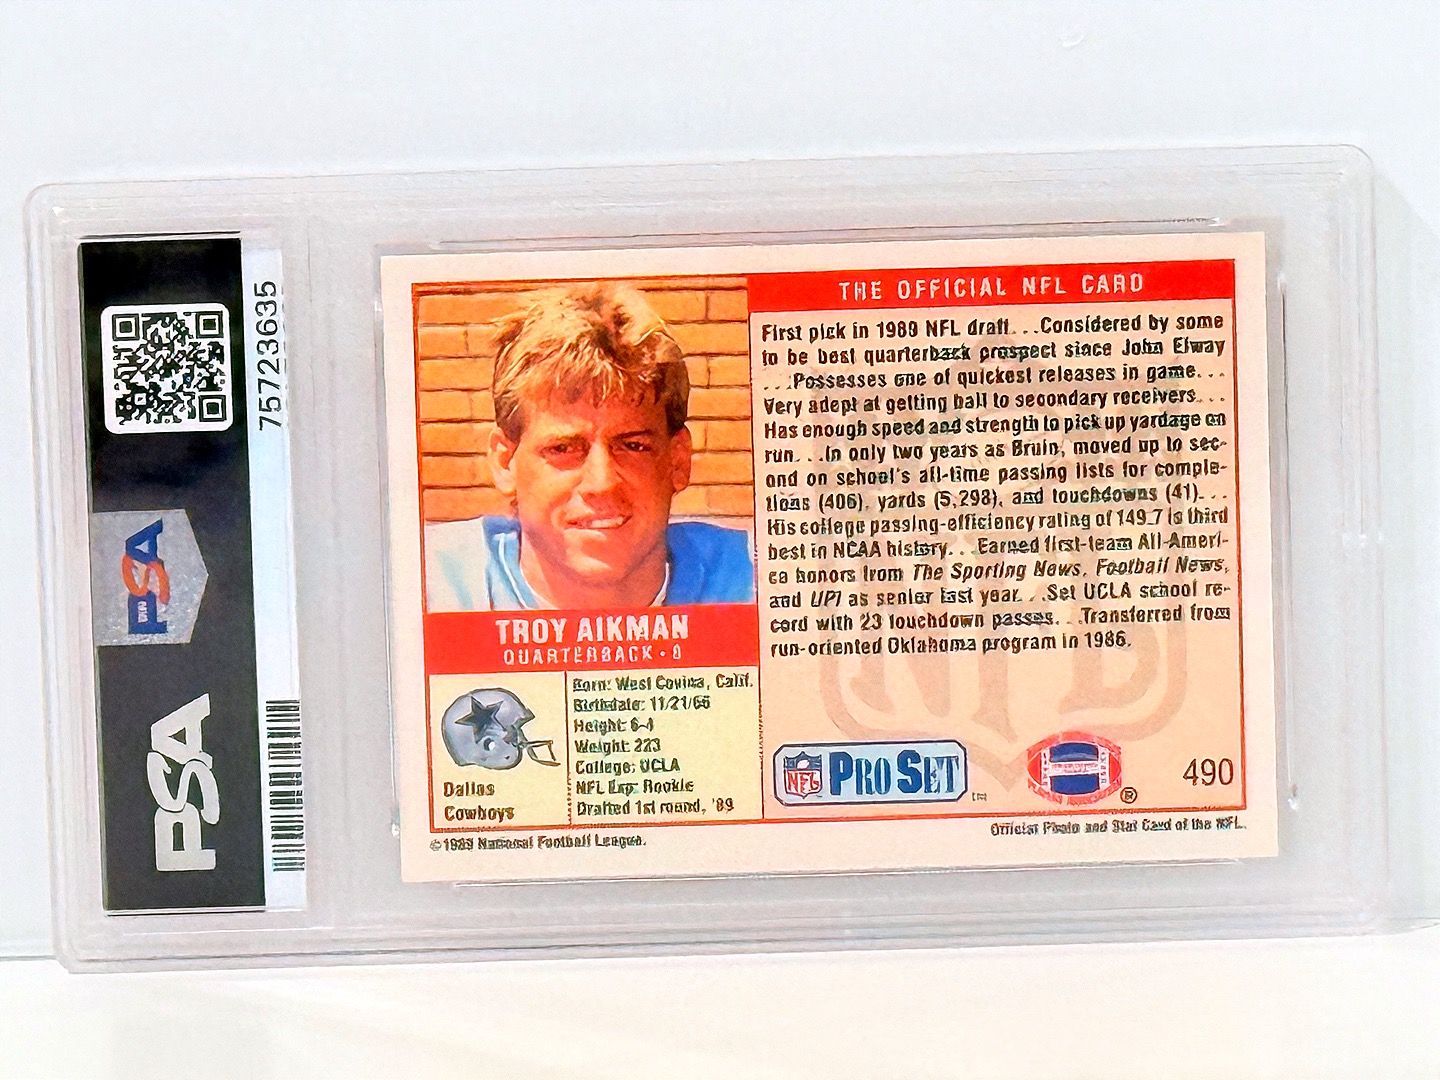 75723635
PSA
PSA
THE OFFICIAL NFL CARD
First pick in 1989 NFL draft. . .Considered by some
to be best quarterback prospect since John Elway
. . .Possesses one of quickest releases in game. . .
Very adept at getting ball to secondary receivers. . .
Has enough speed and strength to pick up yardage on
run. . .In only two years as Bruin, moved up to sec-
ond on school's all-time passing lists for comple-
tions (406), yards (5,298), and touchdowns (41). . .
His college passing-efficiency rating of 149.7 is third
best in NCAA history. . .Earned first-team All-Ameri-
ca honors from The Sporting News, Football News,
and UPI as senior last year. . .Set UCLA school re-
cord with 23 touchdown passes. . .Transferred from
run-oriented Oklahoma program in 1986.
TROY AIKMAN
QUARTERBACK • 8
Born: West Covina, Calif.
Birthdate: 11/21/66
Height: 6-4
Weight: 223
College: UCLA
NFL Exp: Rookie
Drafted 1st round, '89
Dallas
Cowboys
NFL PRO SET
490
©1989 National Football League.
Official Photo and Stat Card of the NFL.